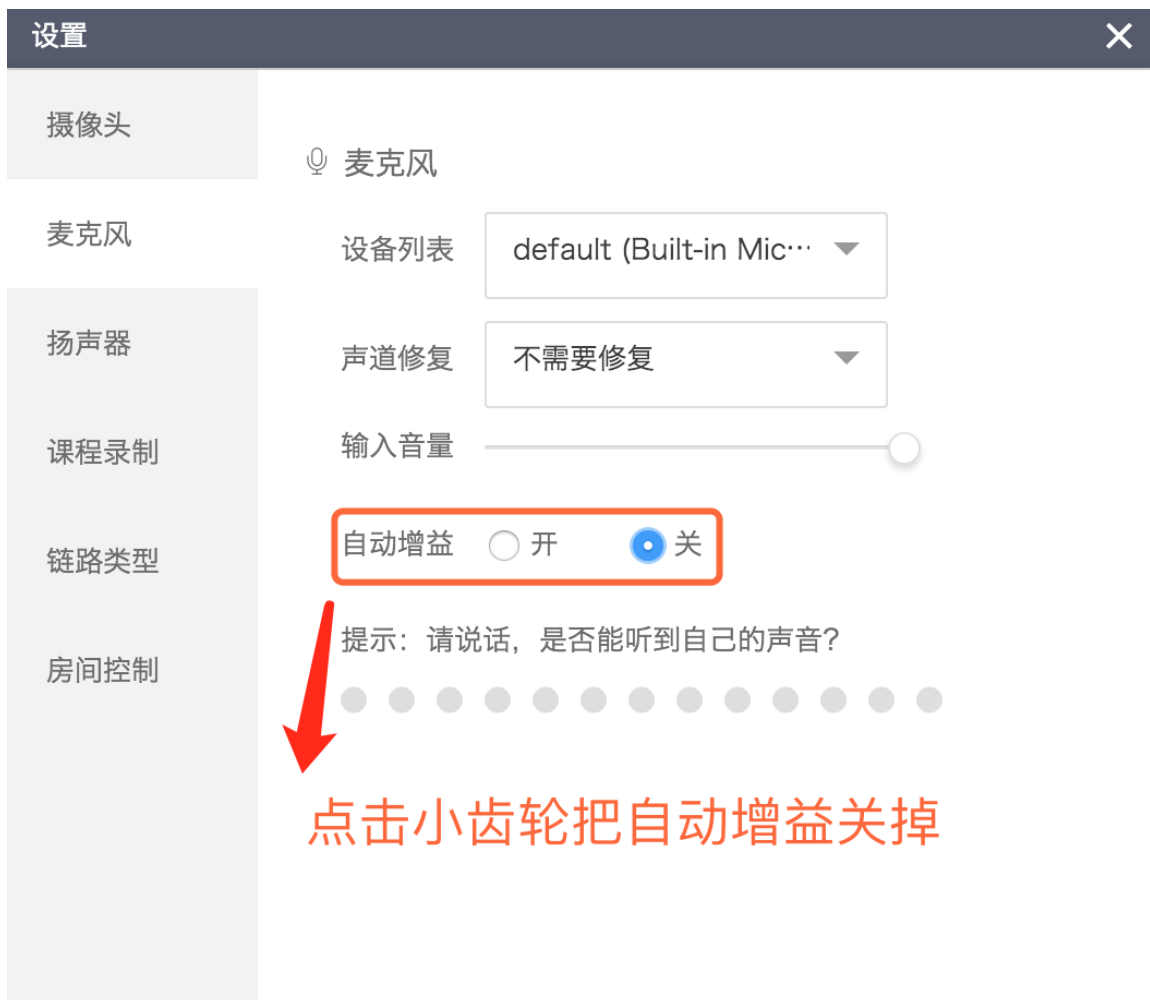 设置
摄像头
麦克风
扬声器
课程录制
链路类型
房间控制
麦克风
设备列表 default (Built-in Mic···
声道修复 不需要修复
输入音量
自动增益 开 关
提示：请说话，是否能听到自己的声音？
点击小齿轮把自动增益关掉